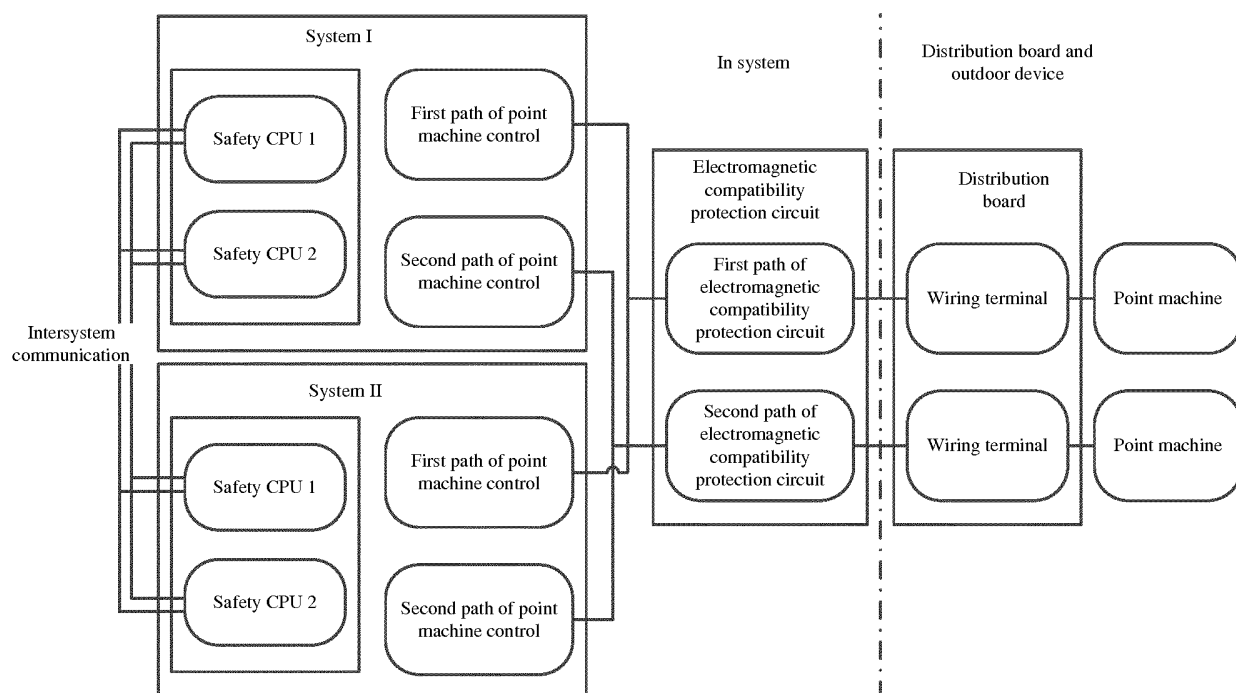 System I
Safety CPU 1
Safety CPU 2
First path of point
machine control
Second path of point
machine control
Intersystem
communication
System II
Safety CPU 1
Safety CPU 2
First path of point
machine control
Second path of point
machine control
In system
Electromagnetic
compatibility
protection circuit
First path of
electromagnetic
compatibility
protection circuit
Second path of
electromagnetic
compatibility
protection circuit
Distribution board and
outdoor device
Distribution
board
Wiring terminal
Point machine
Wiring terminal
Point machine